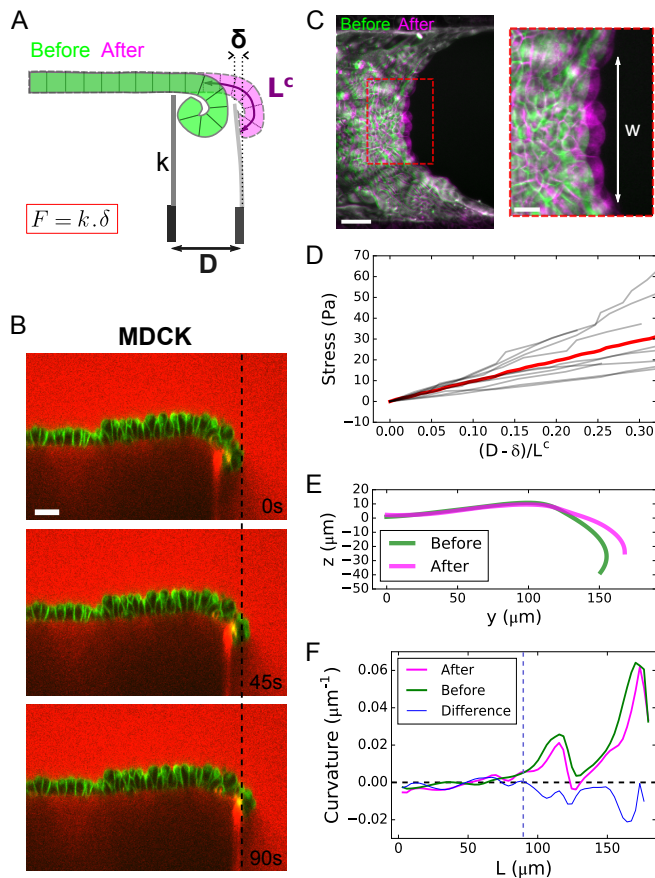 A
Before After
δ
Lᶜ
k
F = k.δ
D
B
MDCK
0s
45s
90s
C
w
D
Stress (Pa)
70
60
50
40
30
20
10
0
−10
0.00 0.05 0.10 0.15 0.20 0.25 0.30
(D - δ)/Lᶜ
E
z (μm)
20
10
0
−10
−20
−30
−40
−50
Before
After
0 50 100 150
y (μm)
F
Curvature (μm⁻¹)
0.06
0.04
0.02
0.00
−0.02
After
Before
Difference
0 50 100 150
L (μm)